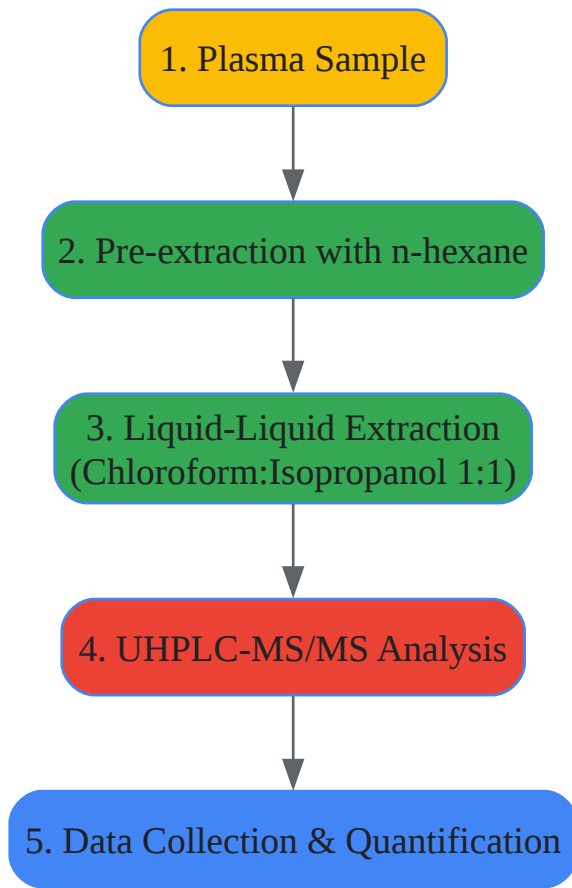 1. Plasma Sample
2. Pre-extraction with n-hexane
3. Liquid-Liquid Extraction
(Chloroform:Isopropanol 1:1)
4. UHPLC-MS/MS Analysis
5. Data Collection & Quantification